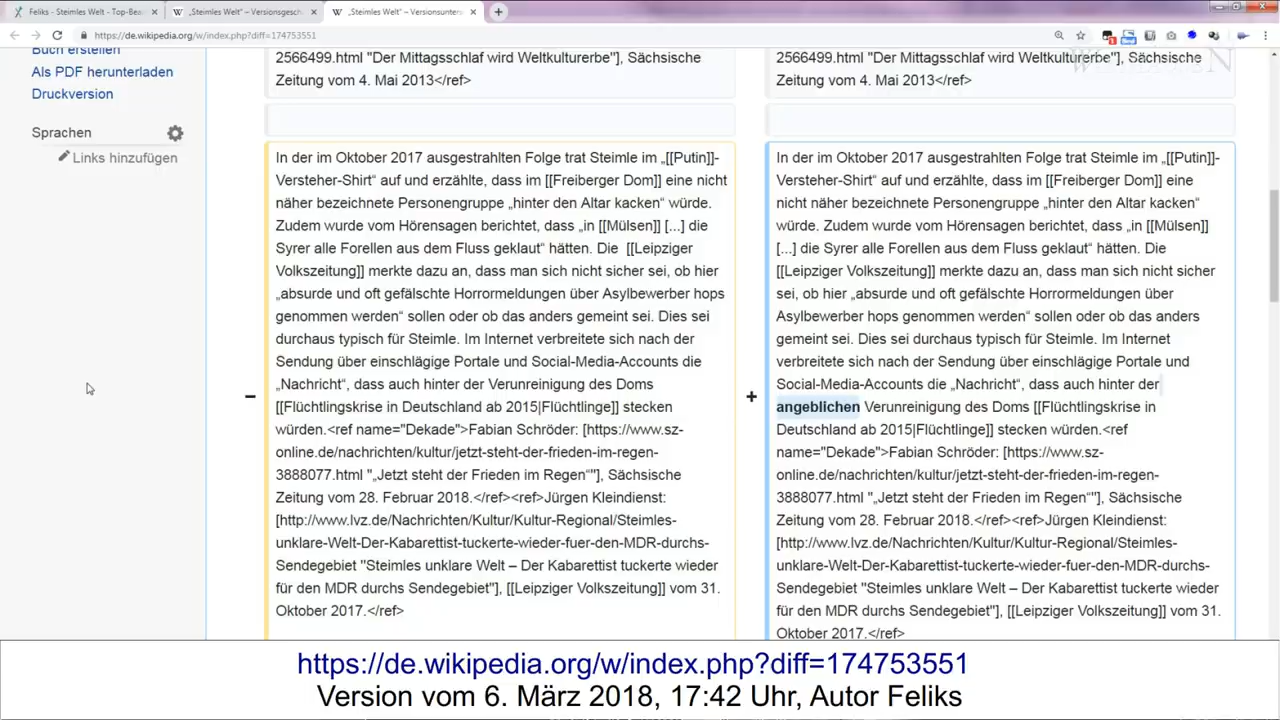 Feliks - Steimles Welt - Top-Bea
„Steimles Welt“ – Versionsgesch
„Steimles Welt“ – Versionsunters
https://de.wikipedia.org/w/index.php?diff=174753551
Buch erstellen
Als PDF herunterladen
Druckversion
Sprachen
Links hinzufügen
2566499.html "Der Mittagsschlaf wird Weltkulturerbe"], Sächsische
Zeitung vom 4. Mai 2013</ref>
In der im Oktober 2017 ausgestrahlten Folge trat Steimle im „[[Putin]]-
Versteher-Shirt“ auf und erzählte, dass im [[Freiberger Dom]] eine nicht
näher bezeichnete Personengruppe „hinter den Altar kacken“ würde.
Zudem wurde vom Hörensagen berichtet, dass „in [[Mülsen]] [...] die
Syrer alle Forellen aus dem Fluss geklaut“ hätten. Die  [[Leipziger
Volkszeitung]] merkte dazu an, dass man sich nicht sicher sei, ob hier
„absurde und oft gefälschte Horrormeldungen über Asylbewerber hops
genommen werden“ sollen oder ob das anders gemeint sei. Dies sei
durchaus typisch für Steimle. Im Internet verbreitete sich nach der
Sendung über einschlägige Portale und Social-Media-Accounts die
„Nachricht“, dass auch hinter der Verunreinigung des Doms
[[Flüchtlingskrise in Deutschland ab 2015|Flüchtlinge]] stecken
würden.<ref name="Dekade">Fabian Schröder: [https://www.sz-
online.de/nachrichten/kultur/jetzt-steht-der-frieden-im-regen-
3888077.html "„Jetzt steht der Frieden im Regen“"], Sächsische
Zeitung vom 28. Februar 2018.</ref><ref>Jürgen Kleindienst:
[http://www.lvz.de/Nachrichten/Kultur/Kultur-Regional/Steimles-
unklare-Welt-Der-Kabarettist-tuckerte-wieder-fuer-den-MDR-durchs-
Sendegebiet "Steimles unklare Welt – Der Kabarettist tuckerte wieder
für den MDR durchs Sendegebiet"], [[Leipziger Volkszeitung]] vom 31.
Oktober 2017.</ref>
2566499.html "Der Mittagsschlaf wird Weltkulturerbe"], Sächsische
Zeitung vom 4. Mai 2013</ref>
In der im Oktober 2017 ausgestrahlten Folge trat Steimle im „[[Putin]]-
Versteher-Shirt“ auf und erzählte, dass im [[Freiberger Dom]] eine
nicht näher bezeichnete Personengruppe „hinter den Altar kacken“
würde. Zudem wurde vom Hörensagen berichtet, dass „in [[Mülsen]]
[...] die Syrer alle Forellen aus dem Fluss geklaut“ hätten. Die
[[Leipziger Volkszeitung]] merkte dazu an, dass man sich nicht sicher
sei, ob hier „absurde und oft gefälschte Horrormeldungen über
Asylbewerber hops genommen werden“ sollen oder ob das anders
gemeint sei. Dies sei durchaus typisch für Steimle. Im Internet
verbreitete sich nach der Sendung über einschlägige Portale und
Social-Media-Accounts die „Nachricht“, dass auch hinter der
angeblichen Verunreinigung des Doms [[Flüchtlingskrise in
Deutschland ab 2015|Flüchtlinge]] stecken würden.<ref
name="Dekade">Fabian Schröder: [https://www.sz-
online.de/nachrichten/kultur/jetzt-steht-der-frieden-im-regen-
3888077.html "„Jetzt steht der Frieden im Regen“"], Sächsische
Zeitung vom 28. Februar 2018.</ref><ref>Jürgen Kleindienst:
[http://www.lvz.de/Nachrichten/Kultur/Kultur-Regional/Steimles-
unklare-Welt-Der-Kabarettist-tuckerte-wieder-fuer-den-MDR-durchs-
Sendegebiet "Steimles unklare Welt – Der Kabarettist tuckerte wieder
für den MDR durchs Sendegebiet"], [[Leipziger Volkszeitung]] vom 31.
Oktober 2017.</ref>
https://de.wikipedia.org/w/index.php?diff=174753551
Version vom 6. März 2018, 17:42 Uhr, Autor Feliks